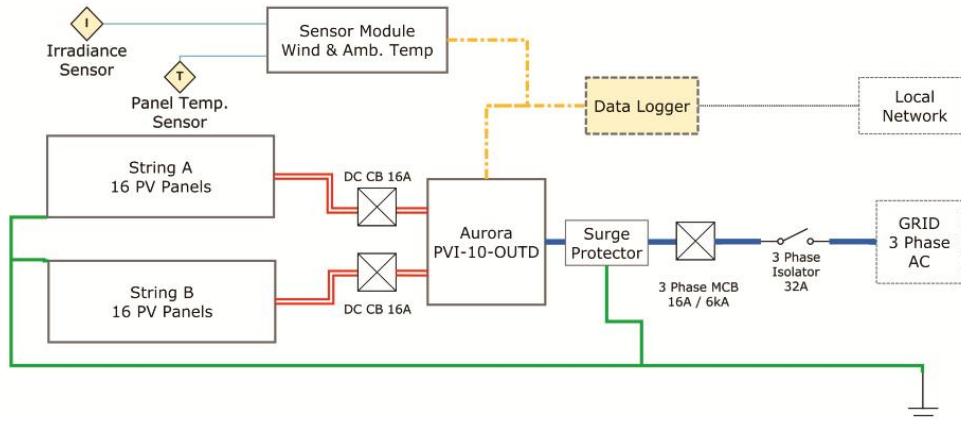 I
Irradiance
Sensor
T
Panel Temp.
Sensor
Sensor Module
Wind & Amb. Temp
Data Logger
Local
Network
String A
16 PV Panels
DC CB 16A
String B
16 PV Panels
DC CB 16A
Aurora
PVI-10-OUTD
Surge
Protector
3 Phase MCB
16A / 6kA
3 Phase
Isolator
32A
GRID
3 Phase
AC